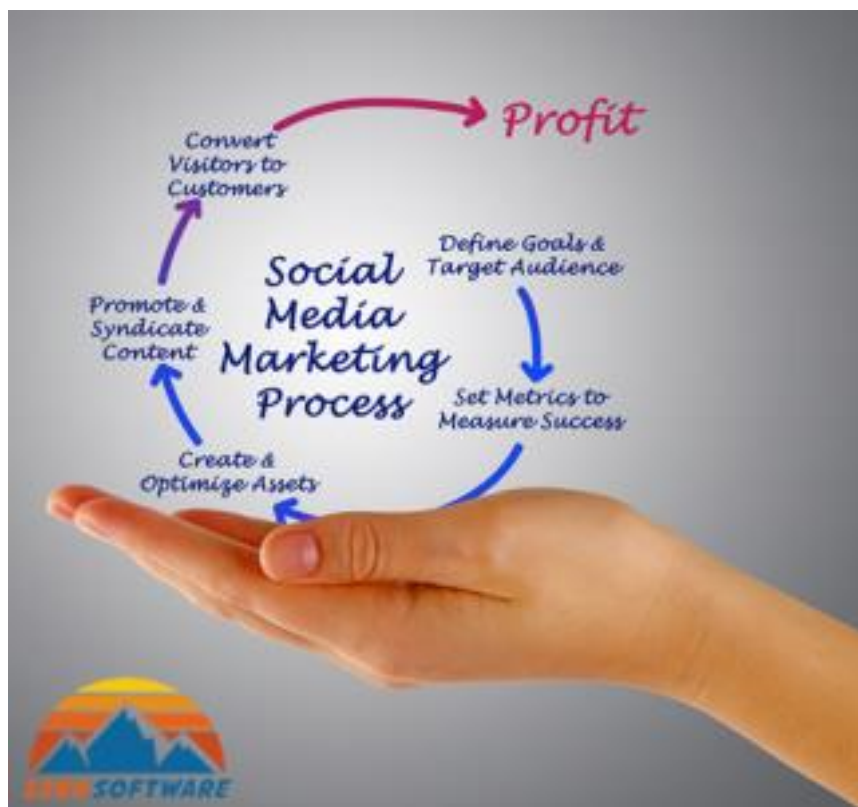 Social
Media
Marketing
Process
Define Goals &
Target Audience
Set Metrics to
Measure Success
Create &
Optimize Assets
Promote &
Syndicate
Content
Convert
Visitors to
Customers
Profit